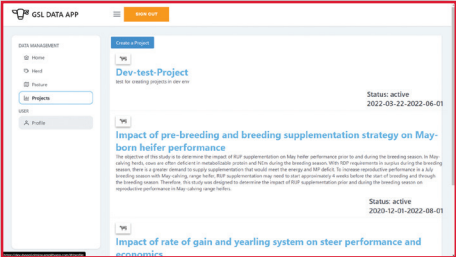 GSL DATA APP
SIGN OUT
DATA MANAGEMENT
Home
Herd
Pasture
Projects
USER
Profile
Create a Project
Dev-test-Project
test for creating projects in dev env
Status: active
2022-03-22-2022-06-01
Impact of pre-breeding and breeding supplementation strategy on May-
born heifer performance
The objective of this study is to determine the impact of RUP supplementation on May heifer performance prior to and during the breeding season. In May-
calving herds, cows are often deficient in metabolizable protein and NEm during the breeding season. With RDP requirements in surplus during the breeding
season, there is a greater demand to supply supplementation that would meet the energy and MP deficit. To increase reproductive performance in a July
breeding season with May-calving, range heifer, RUP supplementation may need to start approximately 4 weeks before the start of breeding and through
the breeding season. Therefore, this study was designed to determine the impact of RUP supplementation prior and during the breeding season on
reproductive performance in May-calving range heifers.
Status: active
2020-12-01-2022-08-01
Impact of rate of gain and yearling system on steer performance and
economics